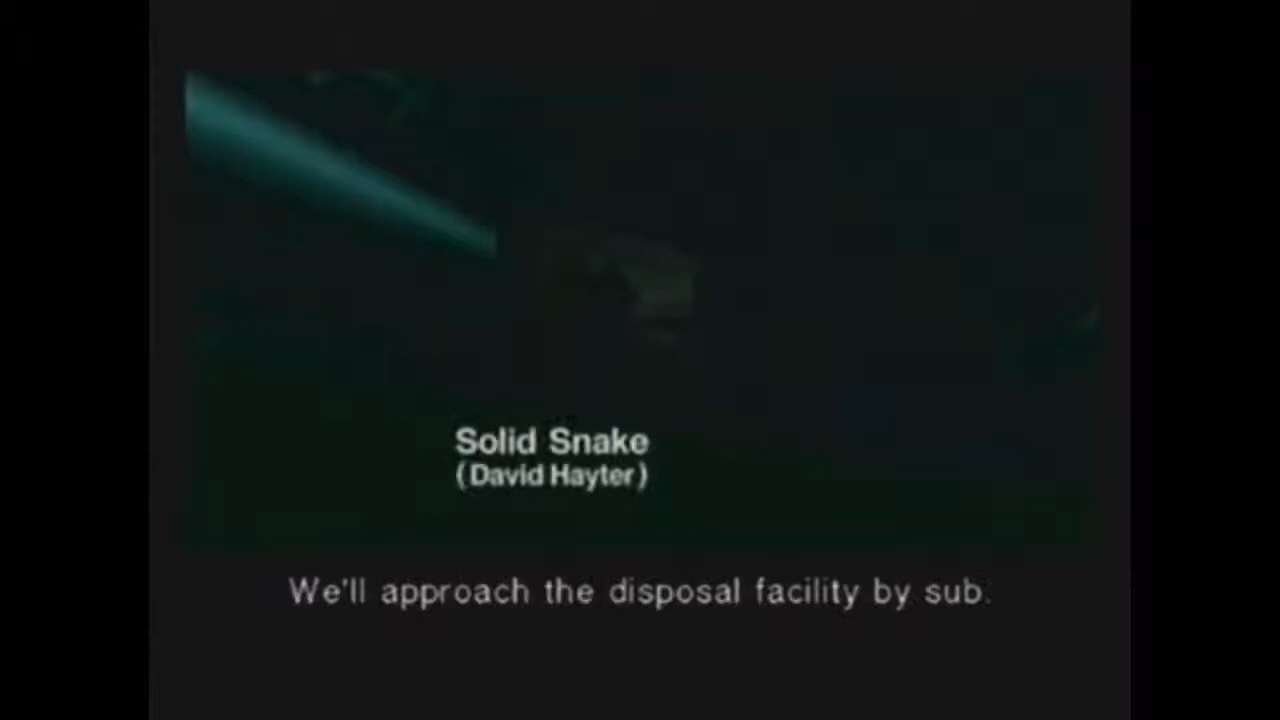 Solid Snake
(David Hayter)
We'll approach the disposal facility by sub.